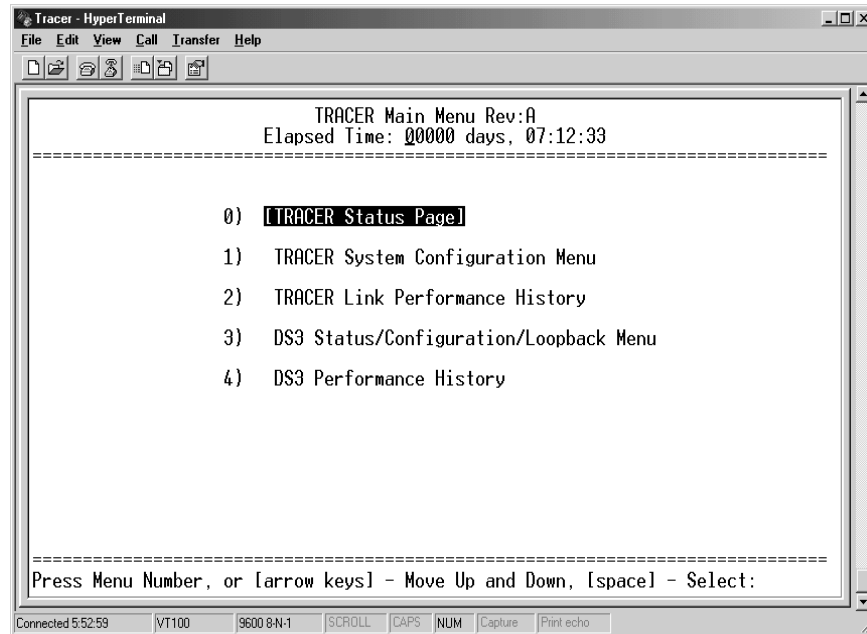 Tracer - HyperTerminal
File Edit View Call Transfer Help
TRACER Main Menu Rev:A
Elapsed Time: 00000 days, 07:12:33
================================================================================
0) [TRACER Status Page]
1) TRACER System Configuration Menu
2) TRACER Link Performance History
3) DS3 Status/Configuration/Loopback Menu
4) DS3 Performance History
================================================================================
Press Menu Number, or [arrow keys] - Move Up and Down, [space] - Select:
Connected 5:52:59 VT100 9600 8-N-1 SCROLL CAPS NUM Capture Print echo